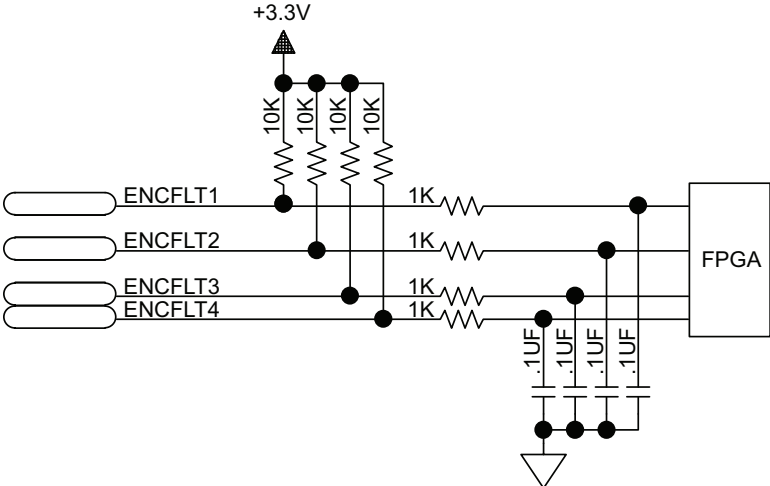 +3.3V
10K
10K
10K
10K
ENCFLT1
1K
ENCFLT2
1K
FPGA
ENCFLT3
1K
ENCFLT4
1K
.1UF
.1UF
.1UF
.1UF